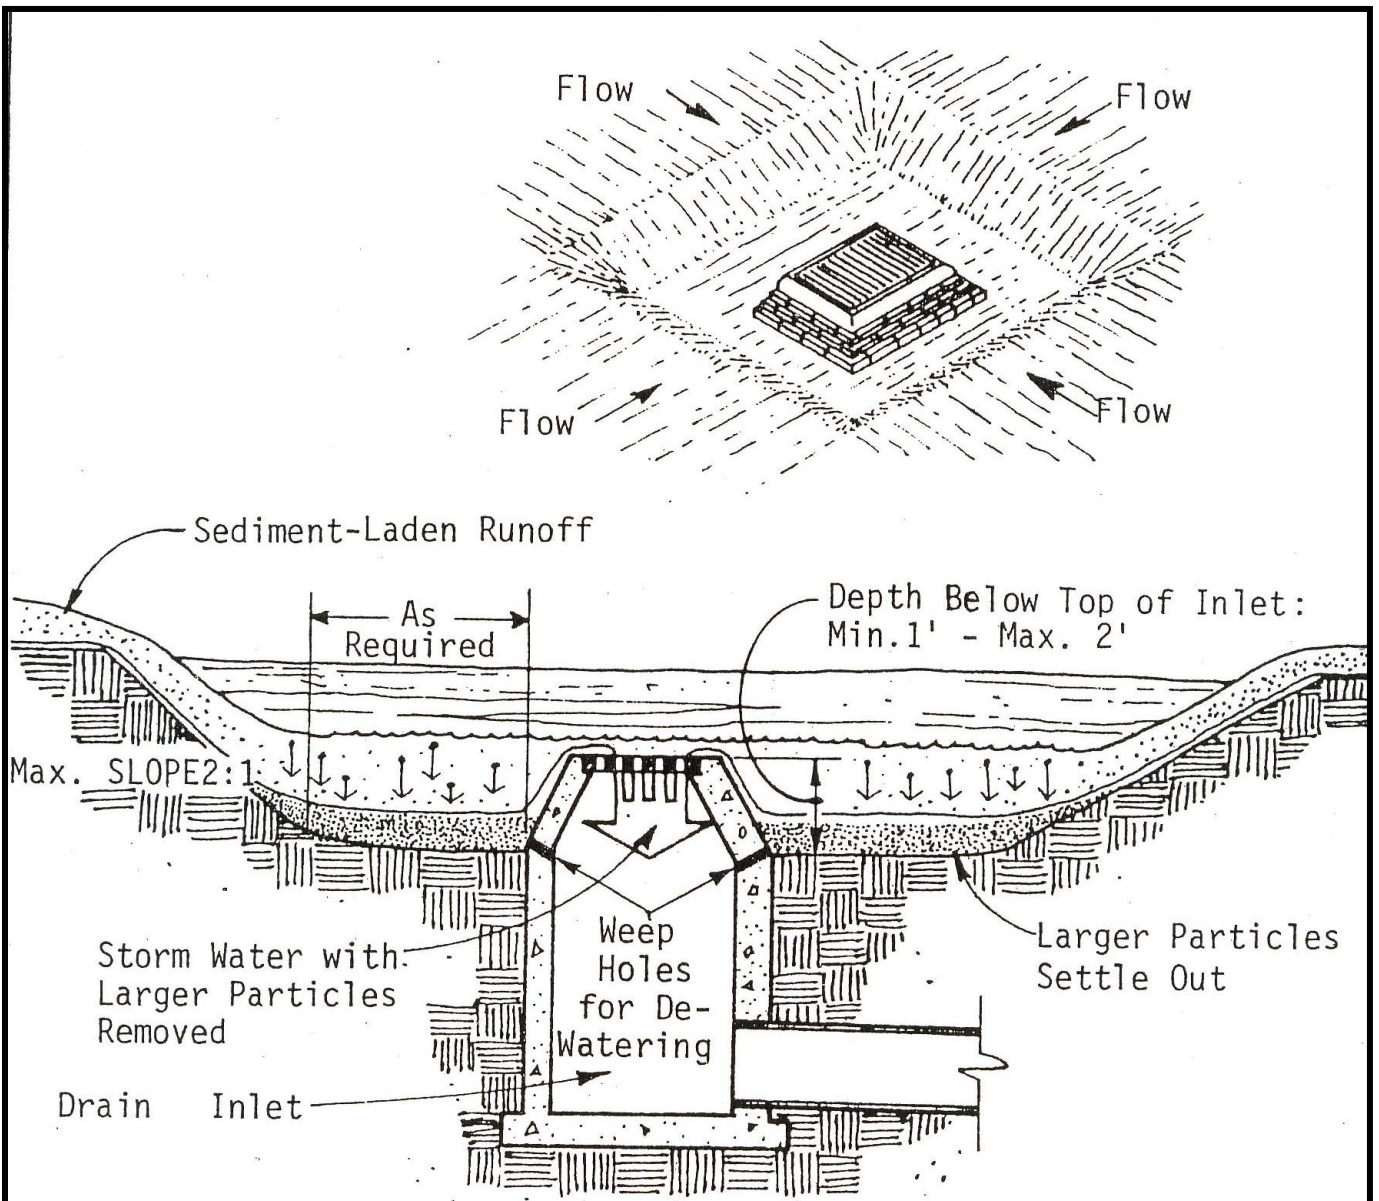 Flow
Flow
Flow
Flow
Sediment-Laden Runoff
As
Required
Depth Below Top of Inlet:
Min.1' - Max. 2'
Max. SLOPE2:1
Storm Water with
Larger Particles
Removed
Weep
Holes
for De-
Watering
Larger Particles
Settle Out
Drain Inlet